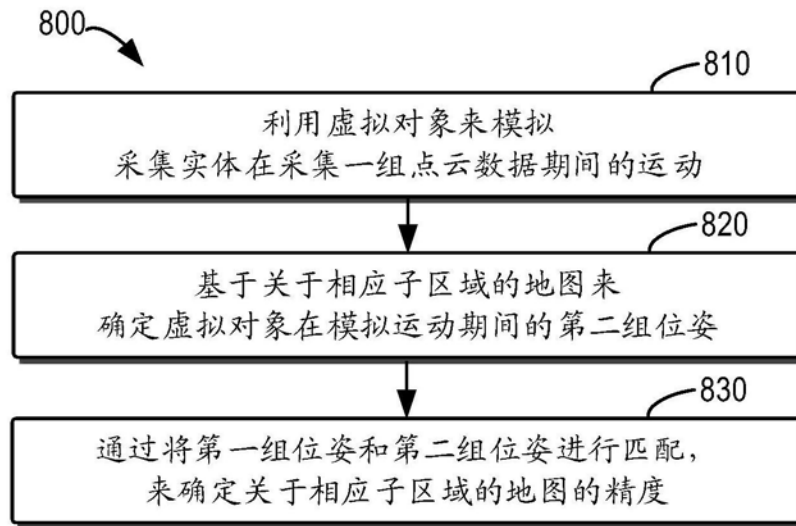 800
810
利用虚拟对象来模拟
采集实体在采集一组点云数据期间的运动
820
基于关于相应子区域的地图来
确定虚拟对象在模拟运动期间的第二组位姿
830
通过将第一组位姿和第二组位姿进行匹配,
来确定关于相应子区域的地图的精度